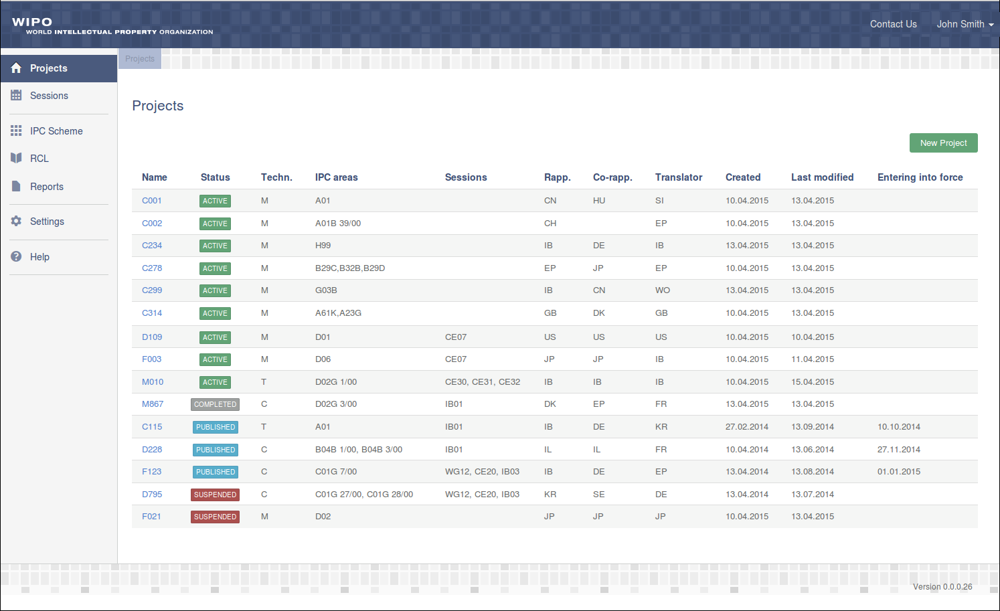 WIPO
WORLD INTELLECTUAL PROPERTY ORGANIZATION
Contact Us John Smith
Projects
Sessions
IPC Scheme
RCL
Reports
Settings
Help
Projects
Projects
New Project
Name Status Techn. IPC areas Sessions Rapp. Co-rapp. Translator Created Last modified Entering into force
C001 ACTIVE M A01 CN HU SI 10.04.2015 13.04.2015
C002 ACTIVE M A01B 39/00 CH EP 10.04.2015 13.04.2015
C234 ACTIVE M H99 IB DE IB 13.04.2015 13.04.2015
C278 ACTIVE M B29C,B32B,B29D EP JP EP 10.04.2015 13.04.2015
C299 ACTIVE M G03B IB CN WO 13.04.2015 13.04.2015
C314 ACTIVE M A61K,A23G GB DK GB 10.04.2015 13.04.2015
D109 ACTIVE M D01 CE07 US US US 10.04.2015 10.04.2015
F003 ACTIVE M D06 CE07 JP JP IB 10.04.2015 11.04.2015
M010 ACTIVE T D02G 1/00 CE30, CE31, CE32 IB IB IB 10.04.2015 15.04.2015
M867 COMPLETED C D02G 3/00 IB01 DK EP FR 13.04.2015 13.04.2015
C115 PUBLISHED T A01 IB01 IB DE KR 27.02.2014 13.09.2014 10.10.2014
D228 PUBLISHED C B04B 1/00, B04B 3/00 IB01 IL IL FR 10.04.2014 13.06.2014 27.11.2014
F123 PUBLISHED C C01G 7/00 WG12, CE20, IB03 IB DE EP 13.04.2014 13.08.2014 01.01.2015
D795 SUSPENDED C C01G 27/00, C01G 28/00 WG12, CE20, IB03 KR SE DE 13.04.2014 13.07.2014
F021 SUSPENDED M D02 JP JP JP 10.04.2015 13.04.2015
Version 0.0.0.26